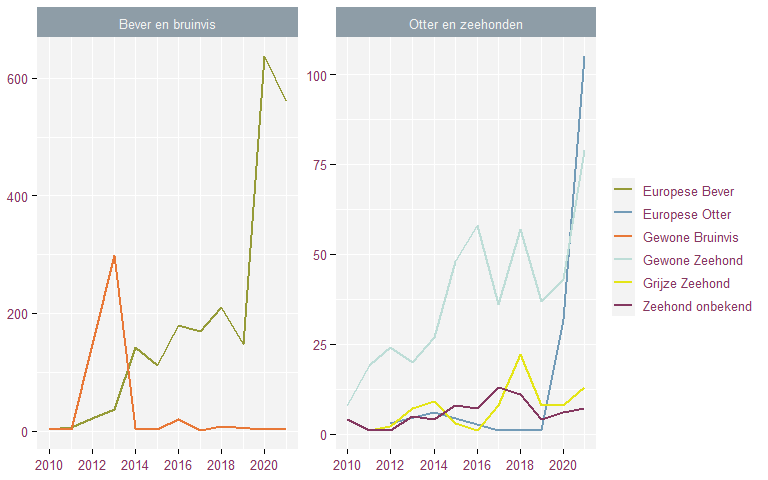 Bever en bruinvis
600
400
200
0
2010 2012 2014 2016 2018 2020
Otter en zeehonden
100
75
50
25
0
2010 2012 2014 2016 2018 2020
Europese Bever
Europese Otter
Gewone Bruinvis
Gewone Zeehond
Grijze Zeehond
Zeehond onbekend